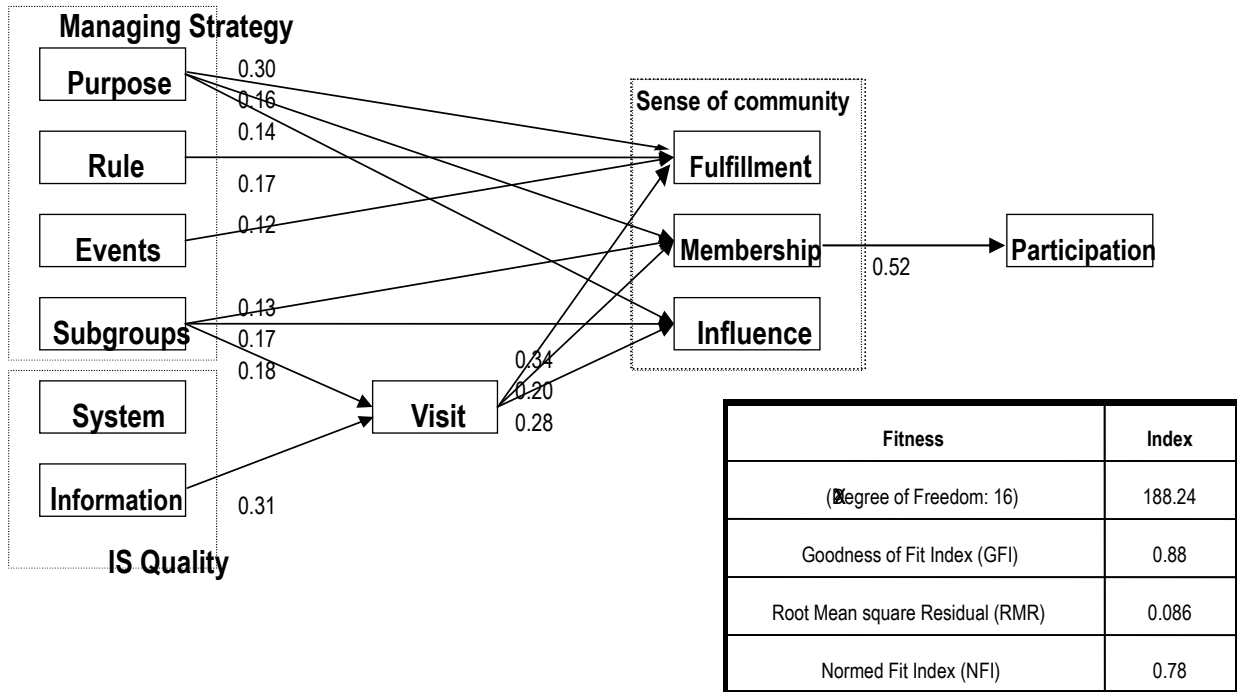 Managing Strategy
Purpose
0.30
0.16
0.14
Rule
0.17
Events
0.12
Subgroups
0.13
0.17
0.18
System
Information
0.31
IS Quality
Visit
0.34
0.20
0.28
Sense of community
Fulfillment
Membership
Influence
0.52
Participation
Fitness Index
Degree of Freedom: 16) 188.24
Goodness of Fit Index (GFI) 0.88
Root Mean square Residual (RMR) 0.086
Normed Fit Index (NFI) 0.78